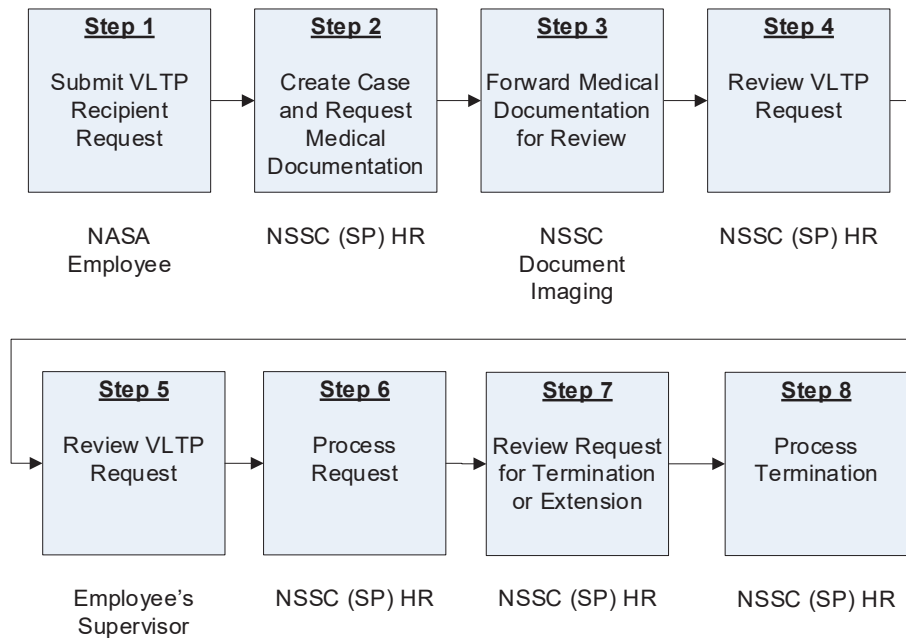 Step 1
Submit VLTP
Recipient
Request
NASA
Employee
Step 2
Create Case
and Request
Medical
Documentation
NSSC (SP) HR
Step 3
Forward Medical
Documentation
for Review
NSSC
Document
Imaging
Step 4
Review VLTP
Request
NSSC (SP) HR
Step 5
Review VLTP
Request
Employee’s
Supervisor
Step 6
Process
Request
NSSC (SP) HR
Step 7
Review Request
for Termination
or Extension
NSSC (SP) HR
Step 8
Process
Termination
NSSC (SP) HR